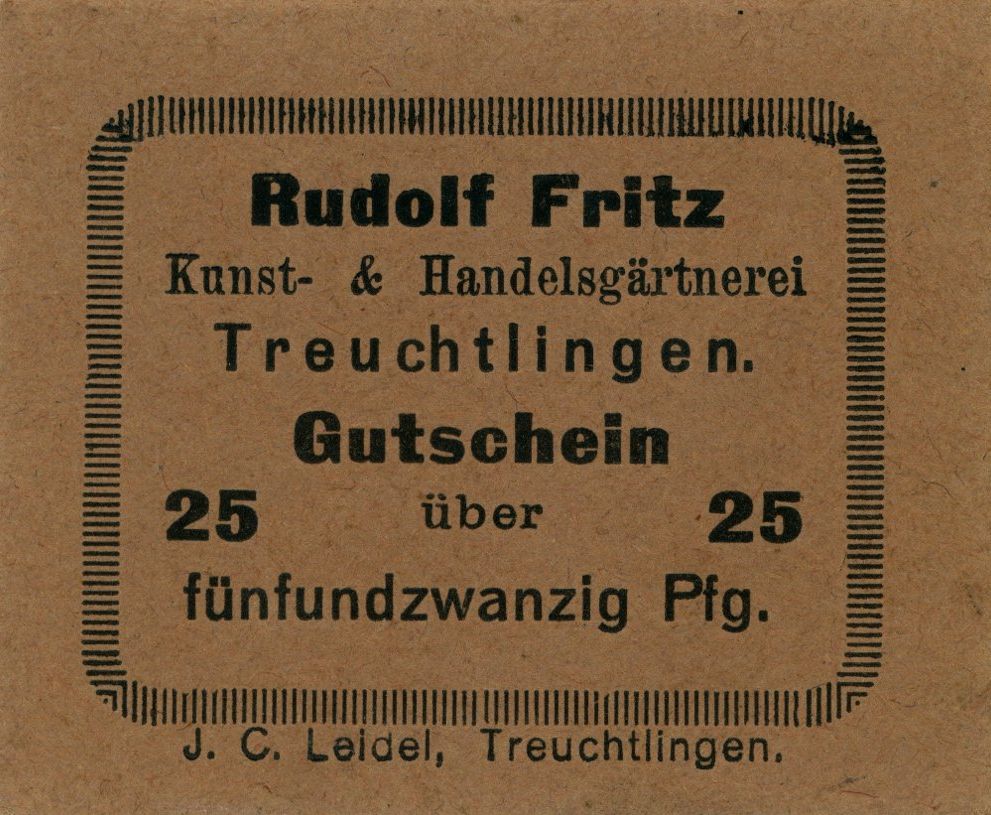 Rudolf Fritz
Kunst- & Handelsgärtnerei
Treuchtlingen.
Gutschein
25 über 25
fünfundzwanzig Pfg.
J. C. Leidel, Treuchtlingen.